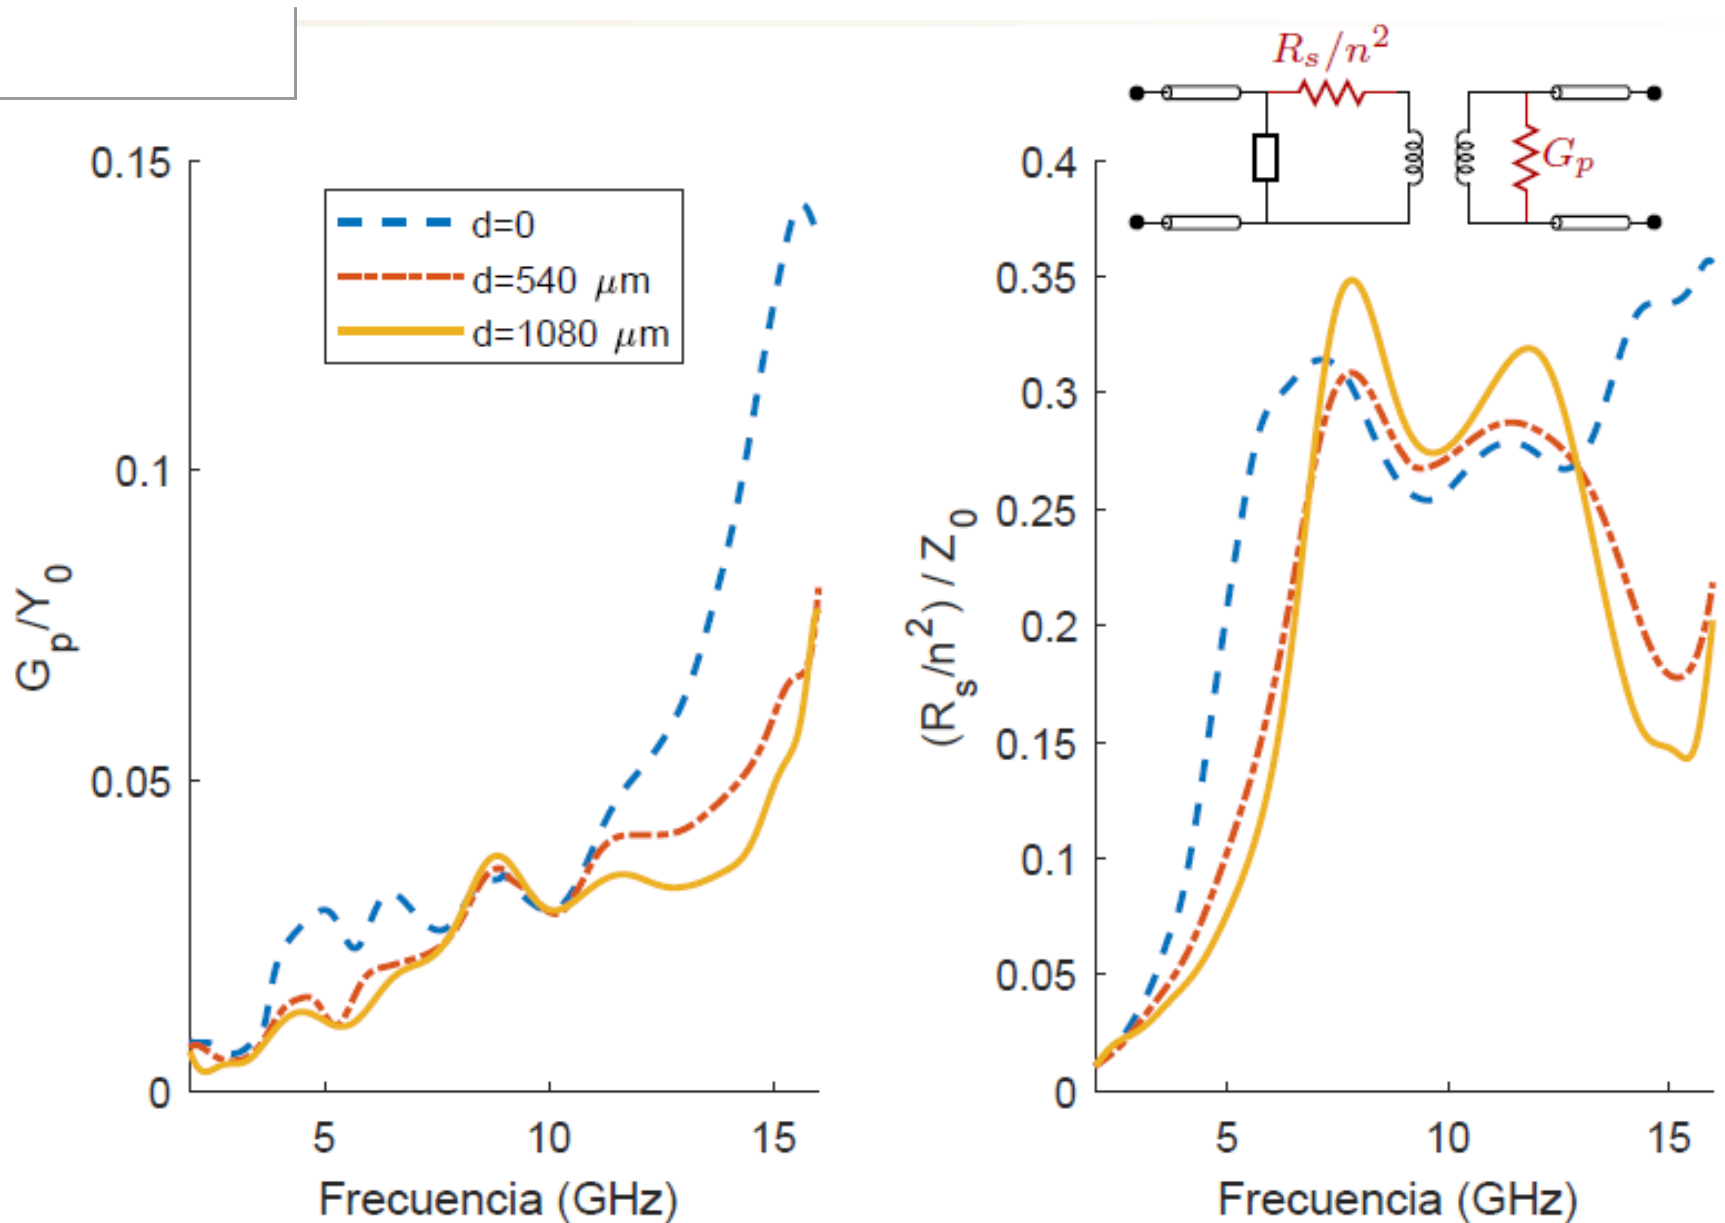 R_s/n^2
G_p
0.15
0.1
0.05
0
5
10
15
d=0
d=540 μm
d=1080 μm
G_p/Y_0
Frecuencia (GHz)
0.4
0.35
0.3
0.25
0.2
0.15
0.1
0.05
0
5
10
15
(R_s/n^2) / Z_0
Frecuencia (GHz)